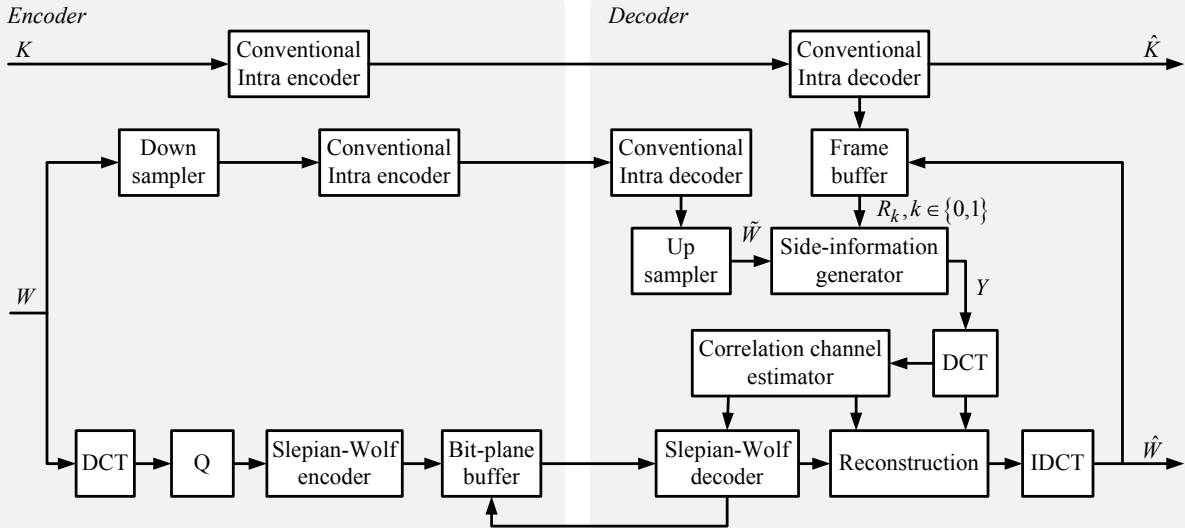 Encoder
Decoder
K
Conventional
Intra encoder
Conventional
Intra decoder
K̂
Down
sampler
Conventional
Intra encoder
Conventional
Intra decoder
Frame
buffer
R_k, k ∈ {0,1}
Up
sampler
W̃
Side-information
generator
W
Y
Correlation channel
estimator
DCT
DCT
Q
Slepian-Wolf
encoder
Bit-plane
buffer
Slepian-Wolf
decoder
Reconstruction
IDCT
Ŵ